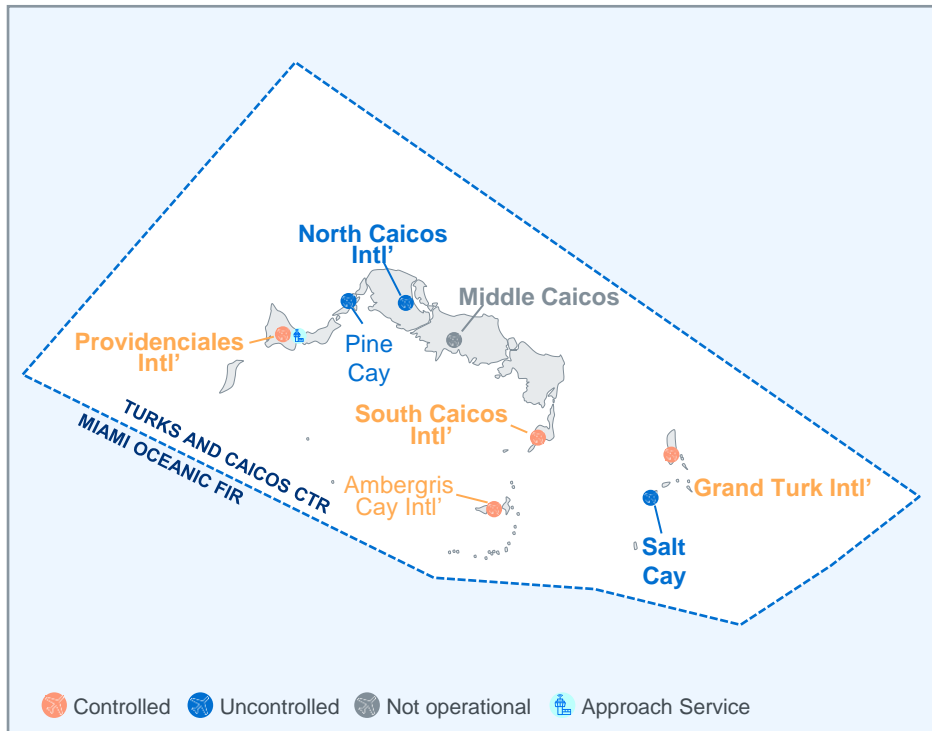 North Caicos
Intl’
Middle Caicos
Providenciales
Intl’
Pine
Cay
TURKS AND CAICOS CTR
MIAMI OCEANIC FIR
South Caicos
Intl’
Ambergris
Cay Intl’
Grand Turk Intl’
Salt
Cay
Controlled
Uncontrolled
Not operational
Approach Service